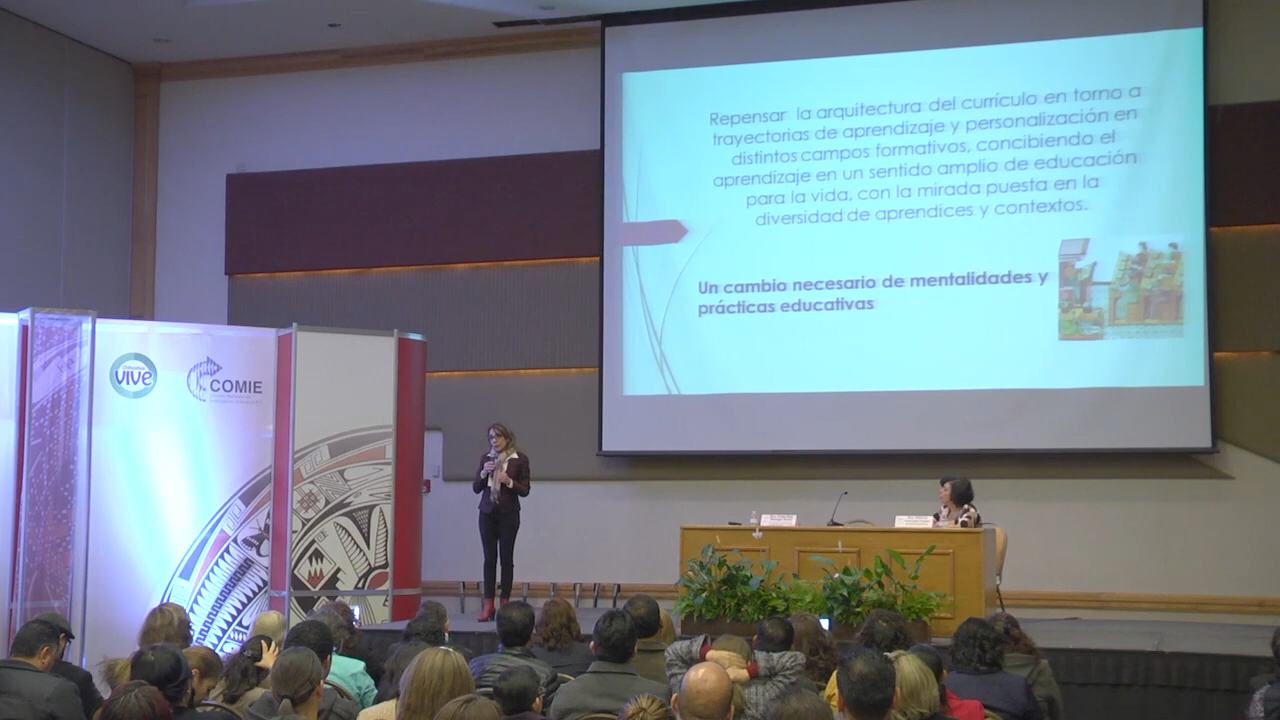 Repensar la arquitectura del currículo en torno a
trayectorias de aprendizaje y personalización en
distintos campos formativos, concibiendo el
aprendizaje en un sentido amplio de educación
para la vida, con la mirada puesta en la
diversidad de aprendices y contextos.
Un cambio necesario de mentalidades y
prácticas educativas
Chihuahua
VIVE
COMIE